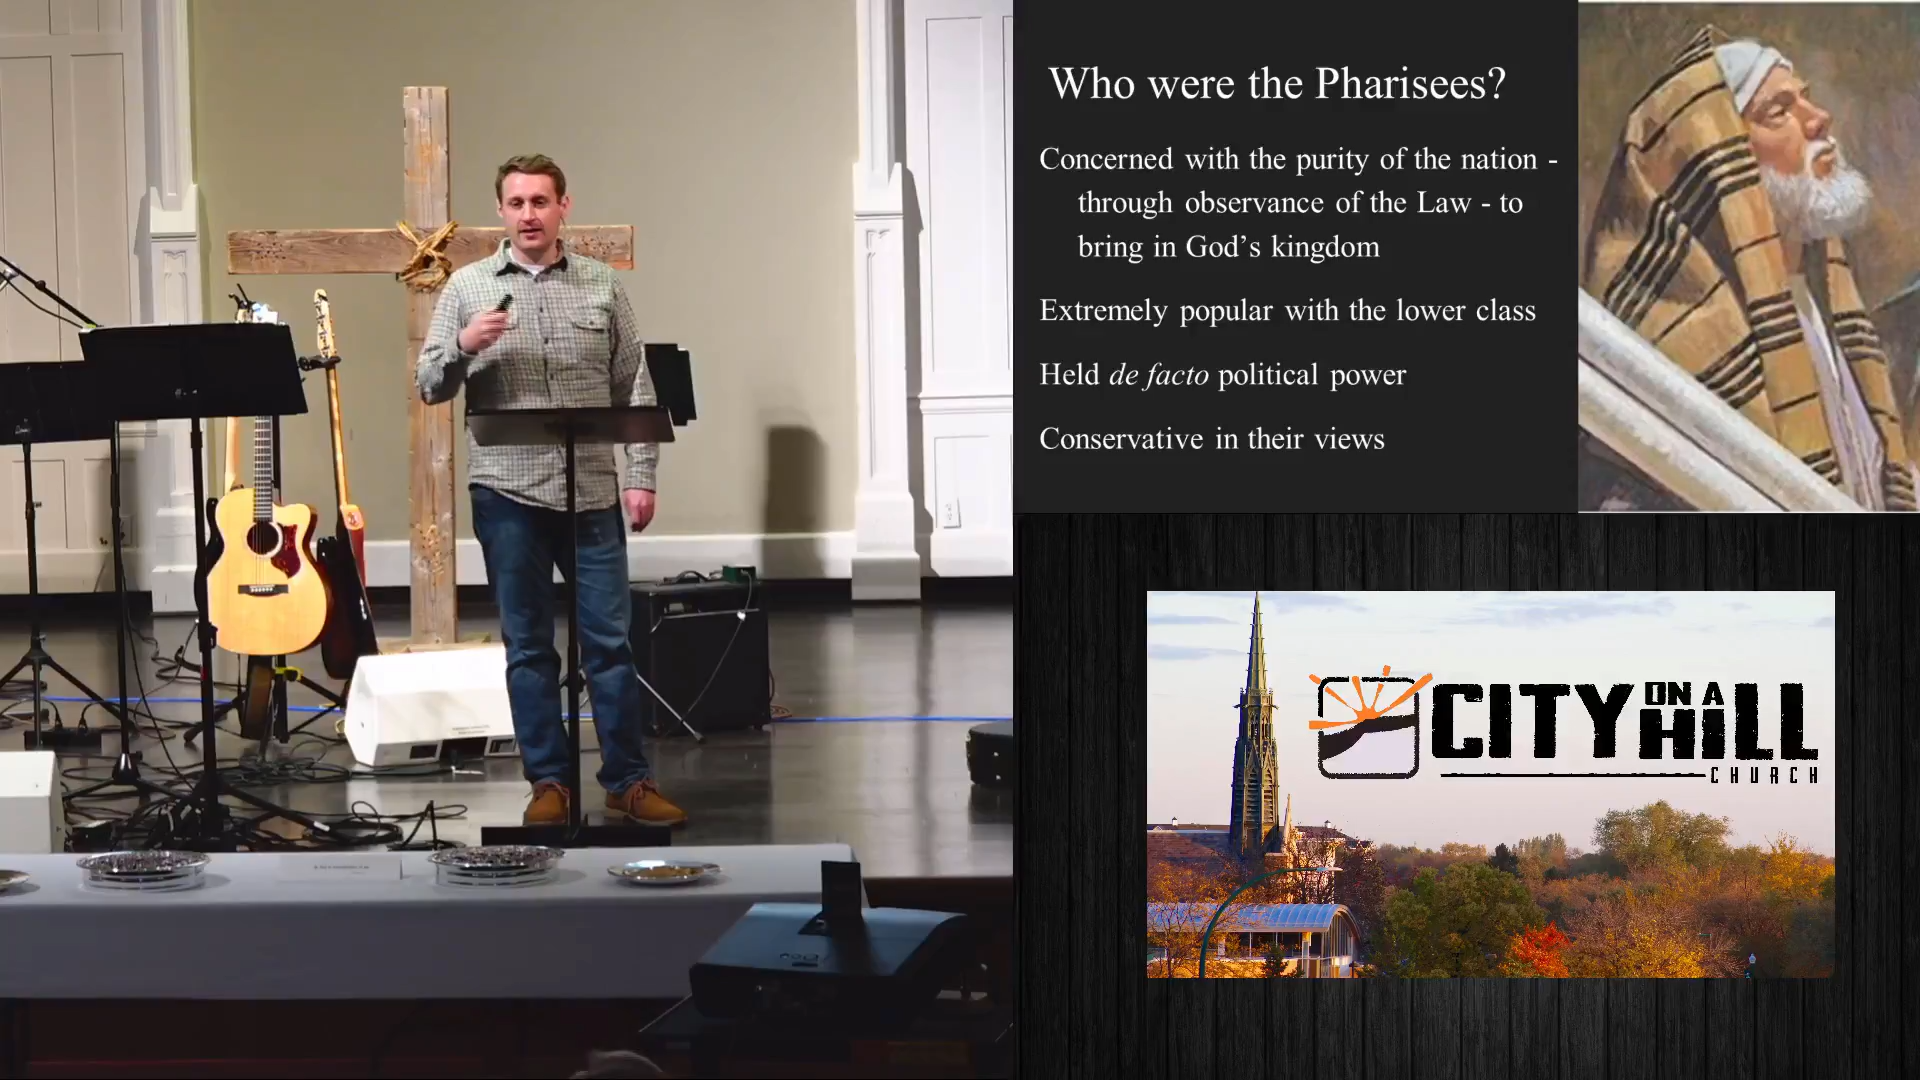 Who were the Pharisees?
Concerned with the purity of the nation -
through observance of the Law - to
bring in God's kingdom
Extremely popular with the lower class
Held de facto political power
Conservative in their views
CITY ON A HILL
CHURCH